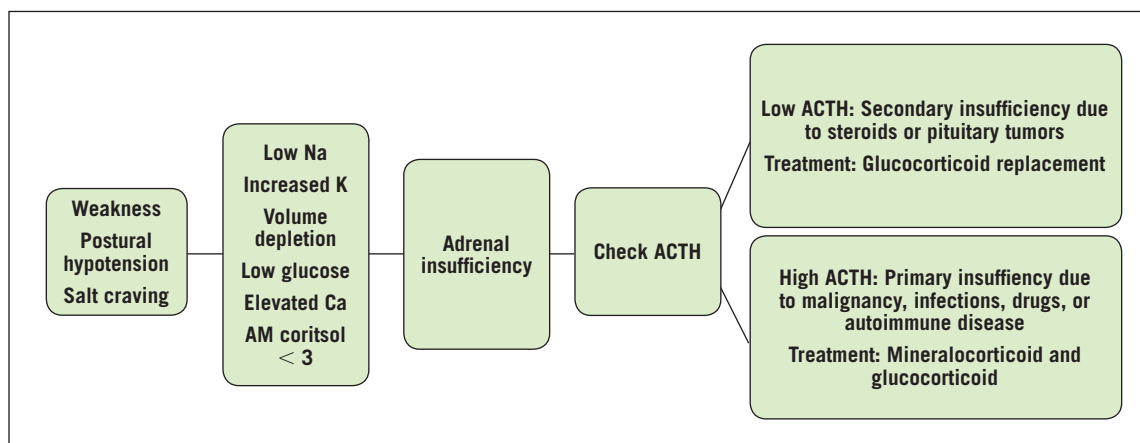 Weakness
Postural
hypotension
Salt craving
Low Na
Increased K
Volume
depletion
Low glucose
Elevated Ca
AM coritsol
< 3
Adrenal
insufficiency
Check ACTH
Low ACTH: Secondary insufficiency due
to steroids or pituitary tumors
Treatment: Glucocorticoid replacement
High ACTH: Primary insuffiency due
to malignancy, infections, drugs, or
autoimmune disease
Treatment: Mineralocorticoid and
glucocorticoid